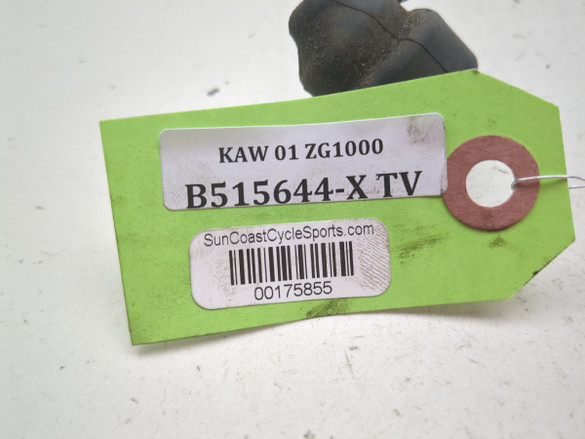 KAW 01 ZG1000
B515644-X TV
SunCoastCycleSports.com
00175855